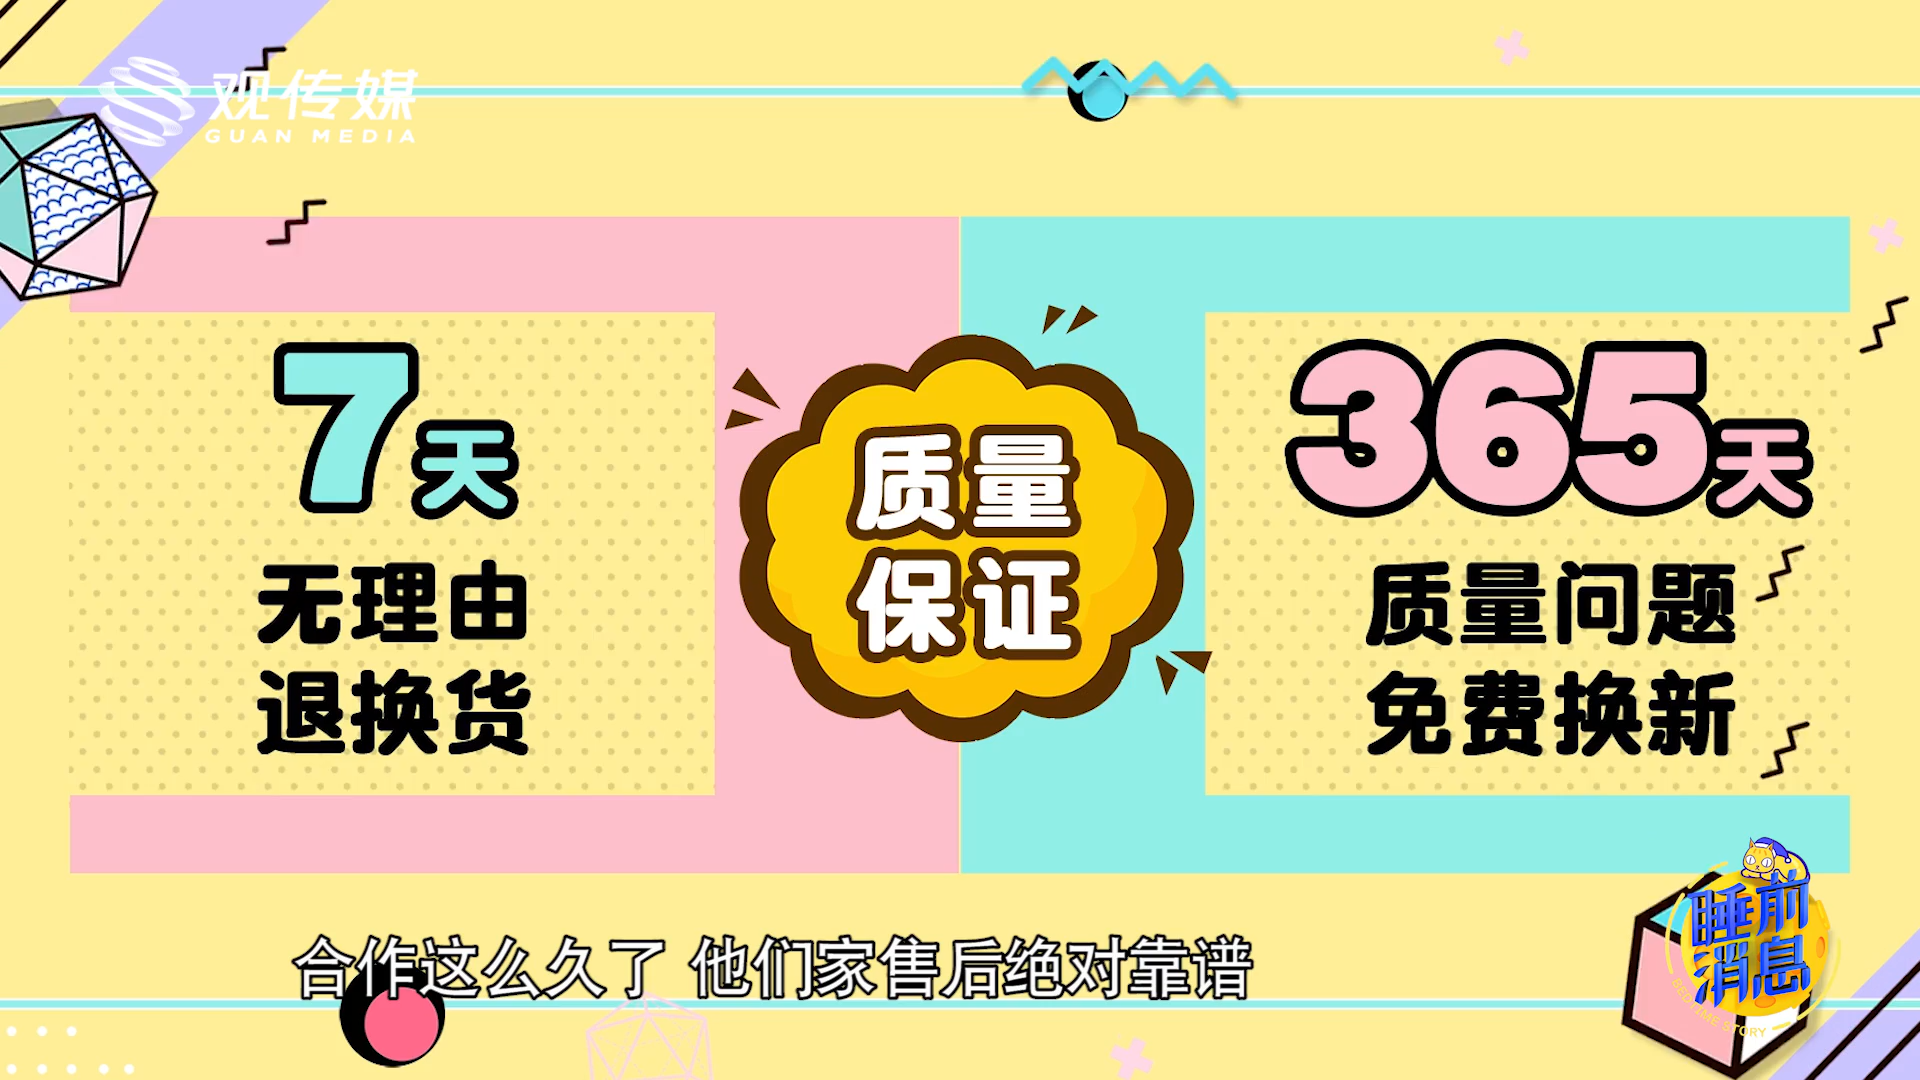 观传媒
GUAN MEDIA
7天
无理由
退换货
质量
保证
365天
质量问题
免费换新
合作这么久了 他们家售后绝对靠谱
睡前
消息
BEDTIME STORY